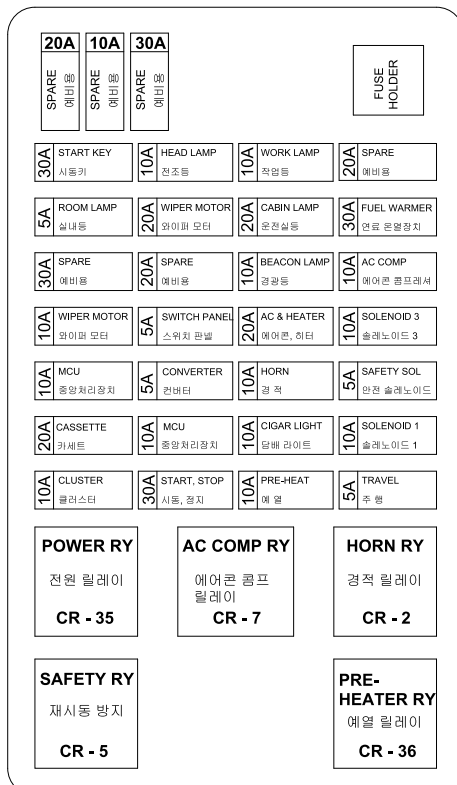 20A 10A 30A
SPARE 예비용
SPARE 예비용
SPARE 예비용
FUSE
HOLDER
30A START KEY
시동키
10A HEAD LAMP
전조등
10A WORK LAMP
작업등
20A SPARE
예비용
5A ROOM LAMP
실내등
20A WIPER MOTOR
와이퍼 모터
20A CABIN LAMP
운전실등
30A FUEL WARMER
연료 온열장치
30A SPARE
예비용
20A SPARE
예비용
10A BEACON LAMP
경광등
10A AC COMP
에어콘 콤프레셔
10A WIPER MOTOR
와이퍼 모터
5A SWITCH PANEL
스위치 판넬
20A AC & HEATER
에어콘, 히터
10A SOLENOID 3
솔레노이드 3
10A MCU
중앙처리장치
5A CONVERTER
컨버터
10A HORN
경 적
5A SAFETY SOL
안전 솔레노이드
20A CASSETTE
카세트
10A MCU
중앙처리장치
10A CIGAR LIGHT
담배 라이트
10A SOLENOID 1
솔레노이드 1
10A CLUSTER
클러스터
30A START, STOP
시동, 정지
10A PRE-HEAT
예 열
5A TRAVEL
주 행
POWER RY
전원 릴레이
CR - 35
AC COMP RY
에어콘 콤프
릴레이
CR - 7
HORN RY
경적 릴레이
CR - 2
SAFETY RY
재시동 방지
CR - 5
PRE-
HEATER RY
예열 릴레이
CR - 36